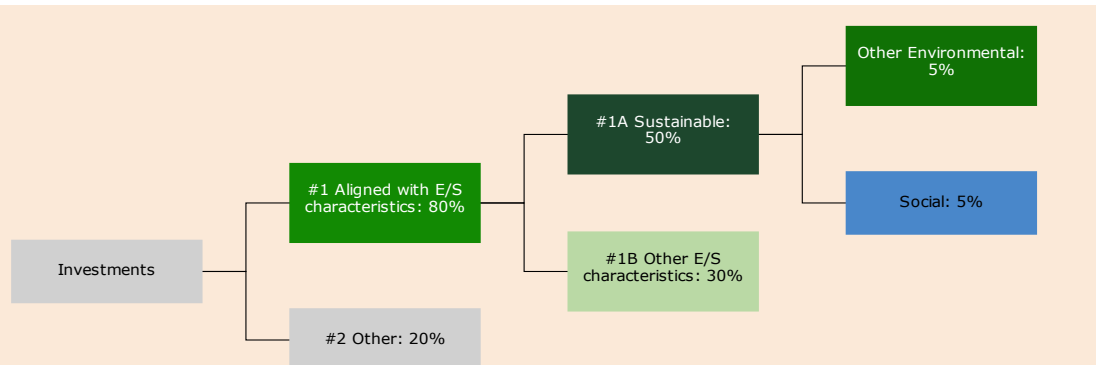 Investments
#1 Aligned with E/S
characteristics: 80%
#2 Other: 20%
#1A Sustainable:
50%
#1B Other E/S
characteristics: 30%
Other Environmental:
5%
Social: 5%